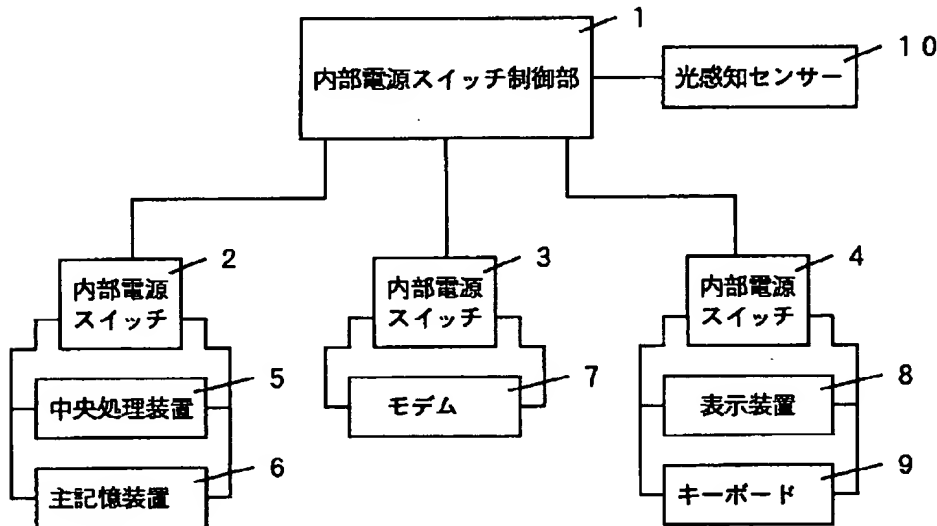 1
内部電源スイッチ制御部
10
光感知センサー
2
内部電源
スイッチ
3
内部電源
スイッチ
4
内部電源
スイッチ
5
中央処理装置
6
主記憶装置
7
モデム
8
表示装置
9
キーボード